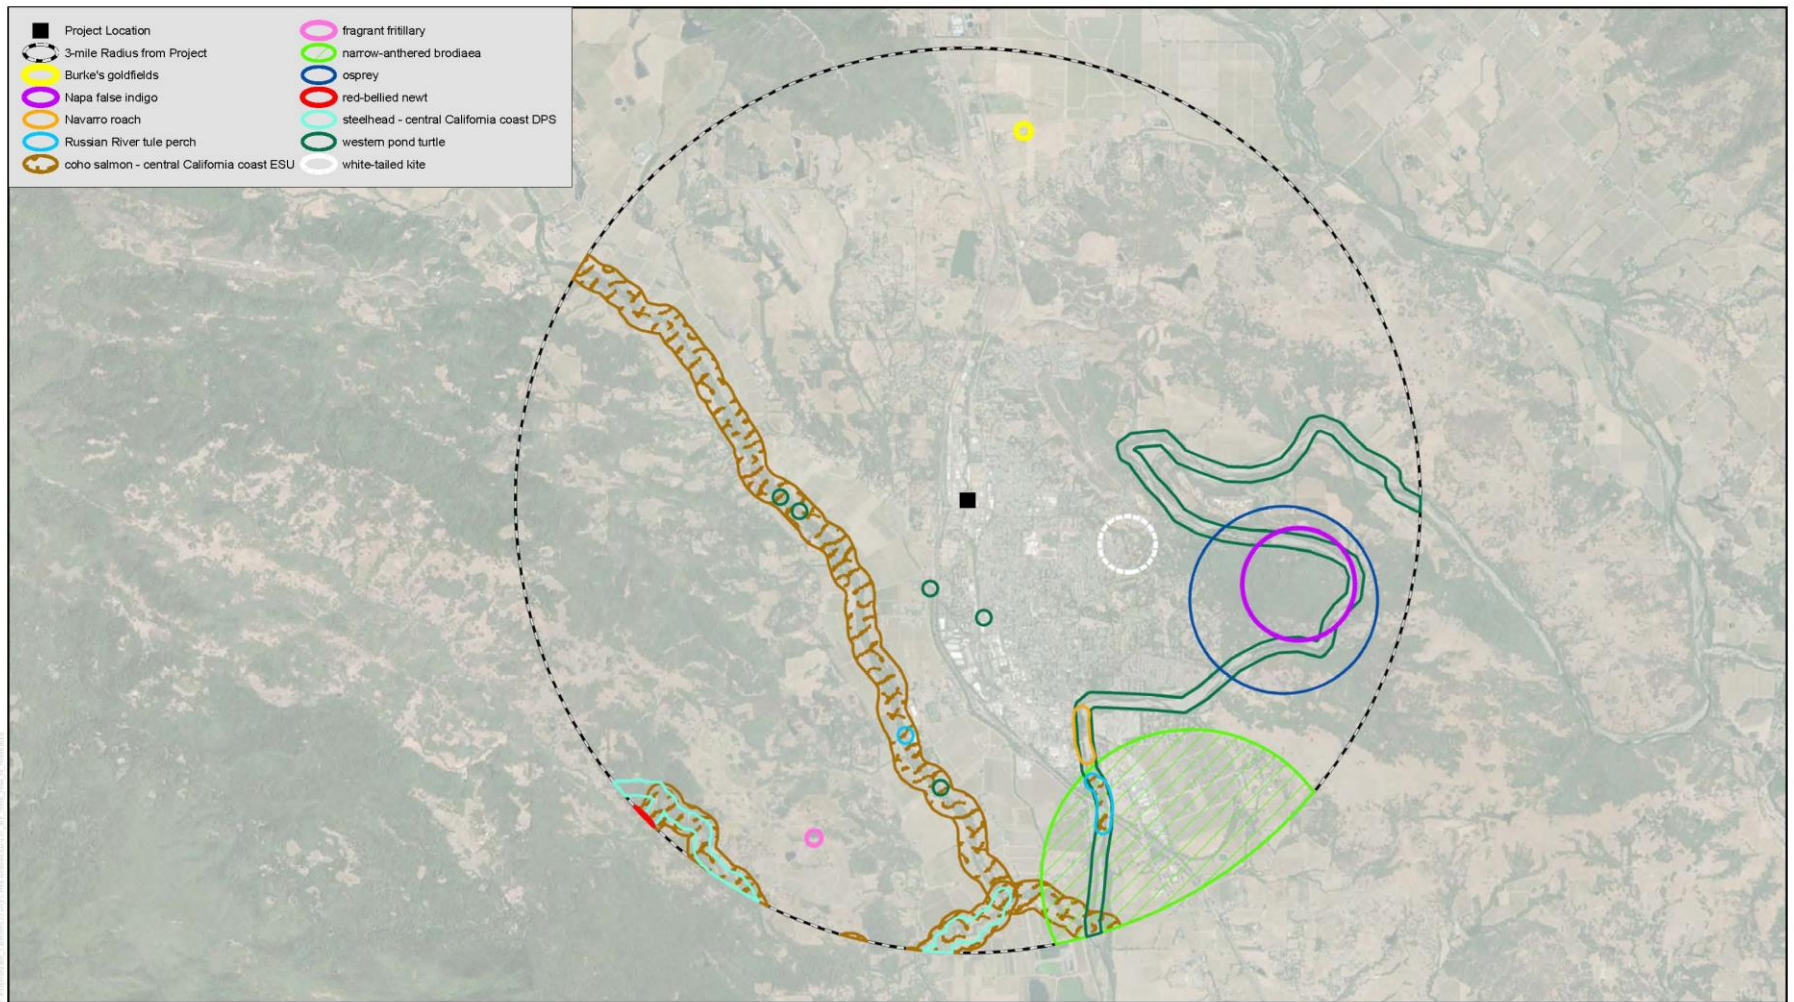 Project Location
3-mile Radius from Project
Burke's goldfields
Napa false indigo
Navarro roach
Russian River tule perch
coho salmon - central California coast ESU
fragrant fritillary
narrow-anthered brodiaea
osprey
red-bellied newt
steelhead - central California coast DPS
western pond turtle
white-tailed kite